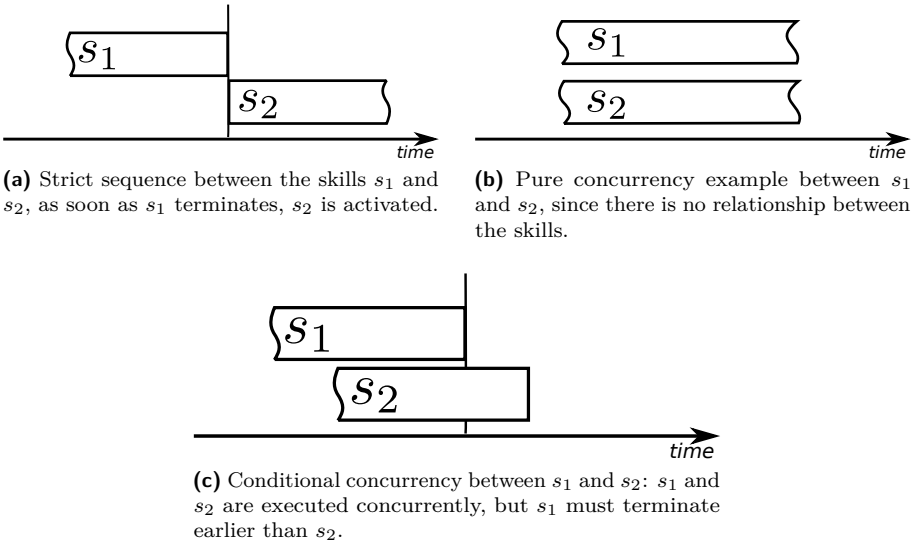 s1
s2
time
(a) Strict sequence between the skills s1 and
s2, as soon as s1 terminates, s2 is activated.
s1
s2
time
(b) Pure concurrency example between s1
and s2, since there is no relationship between
the skills.
s1
s2
time
(c) Conditional concurrency between s1 and s2: s1 and
s2 are executed concurrently, but s1 must terminate
earlier than s2.